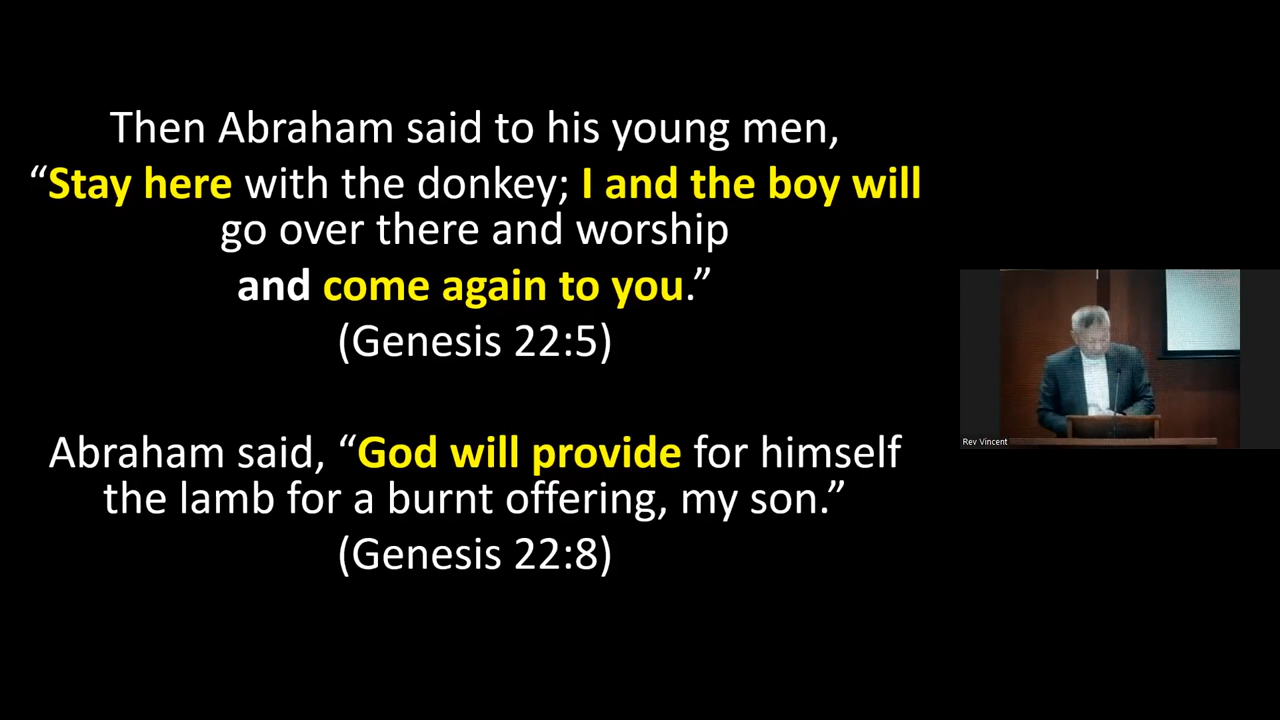 Then Abraham said to his young men,
“Stay here with the donkey; I and the boy will
go over there and worship
and come again to you.”
(Genesis 22:5)
Abraham said, “God will provide for himself
the lamb for a burnt offering, my son.”
(Genesis 22:8)
Rev Vincent